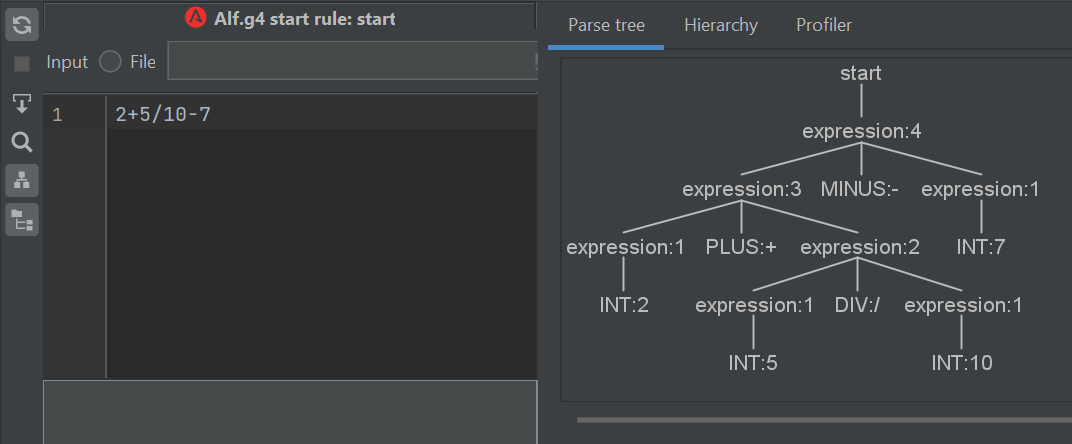 Alf.g4 start rule: start
Input File
1 2+5/10-7
Parse tree Hierarchy Profiler
start
expression:4
expression:3 MINUS:- expression:1
expression:1 PLUS:+ expression:2 INT:7
INT:2 expression:1 DIV:/ expression:1
INT:5 INT:10